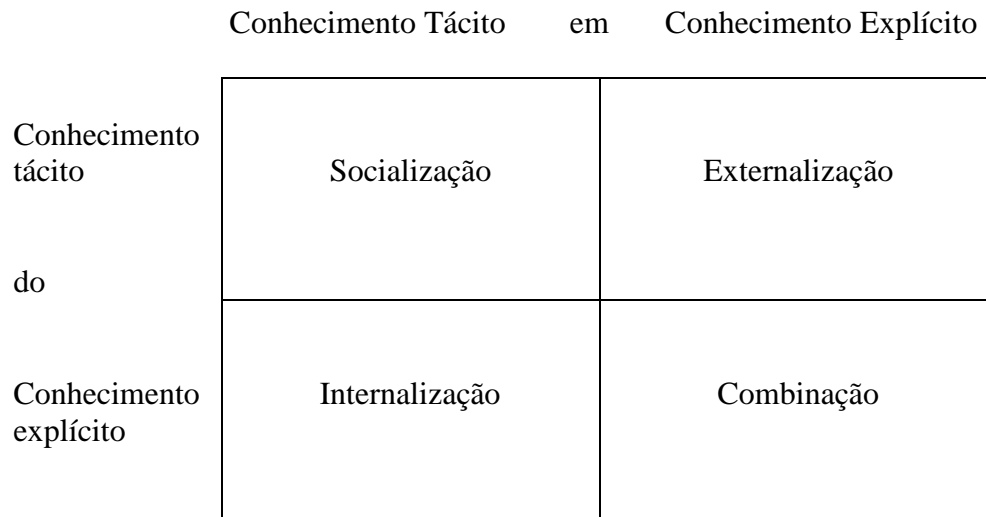 Conhecimento Tácito em Conhecimento Explícito
Conhecimento
tácito
Socialização
Externalização
do
Conhecimento
explícito
Internalização
Combinação